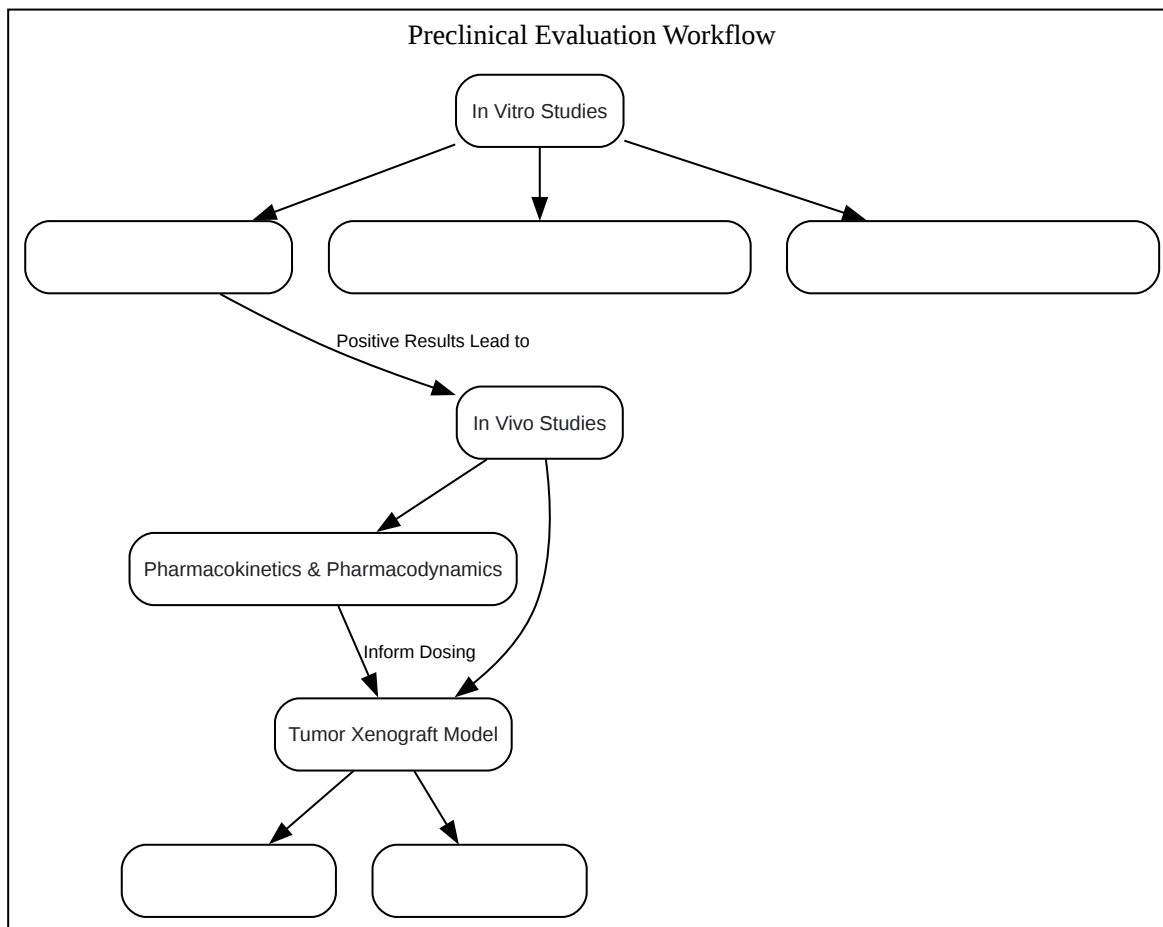 Preclinical Evaluation Workflow
In Vitro Studies
Positive Results Lead to
In Vivo Studies
Pharmacokinetics & Pharmacodynamics
Inform Dosing
Tumor Xenograft Model